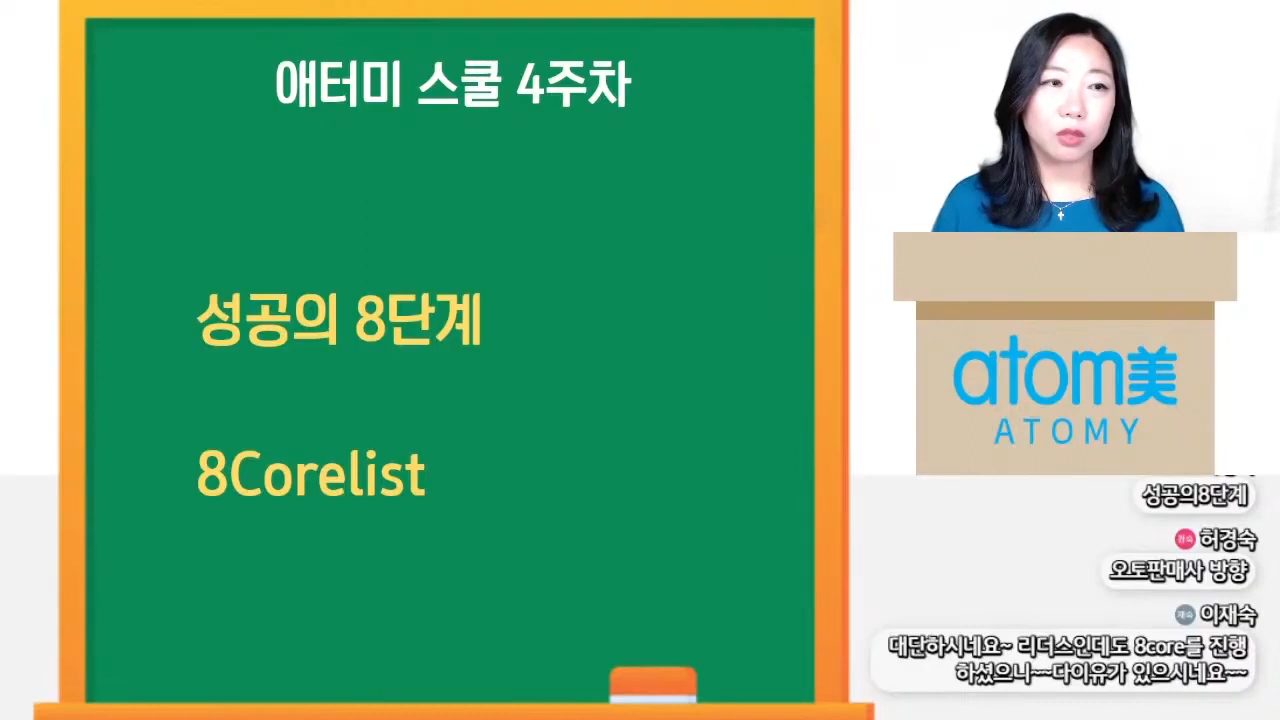 애터미 스쿨 4주차
성공의 8단계
8Corelist
atom美
ATOMY
성공의8단계
허경숙
오토판매사 방향
이재숙
대단하시네요~ 리더스인데도 8core를 진행
하셨으니~~다이유가 있으시네요~~